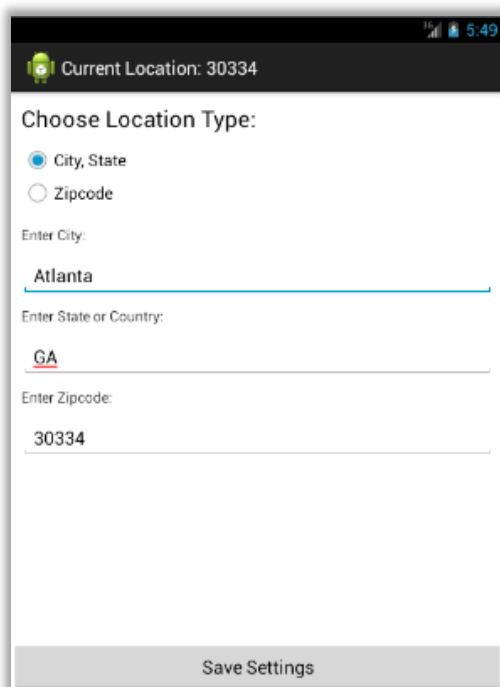 3G 5:49
Current Location: 30334
Choose Location Type:
City, State
Zipcode
Enter City:
Atlanta
Enter State or Country:
GA
Enter Zipcode:
30334
Save Settings